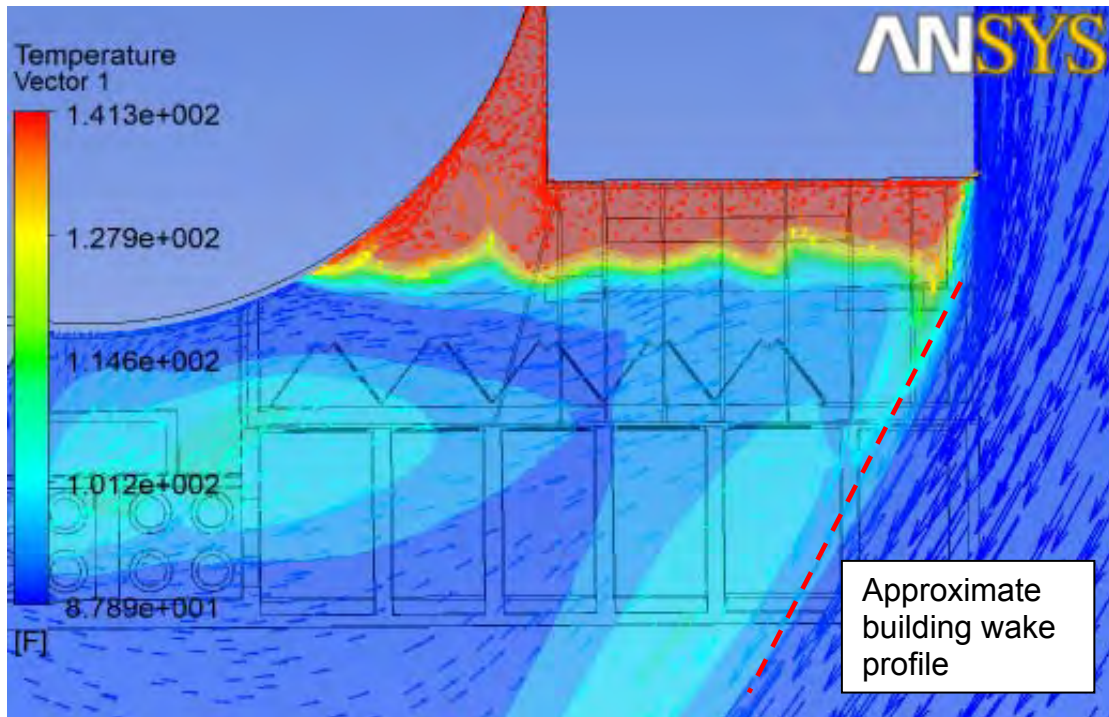 ANSYS
Temperature
Vector 1
1.413e+002
1.279e+002
1.146e+002
1.012e+002
8.789e+001
[F]
Approximate
building wake
profile